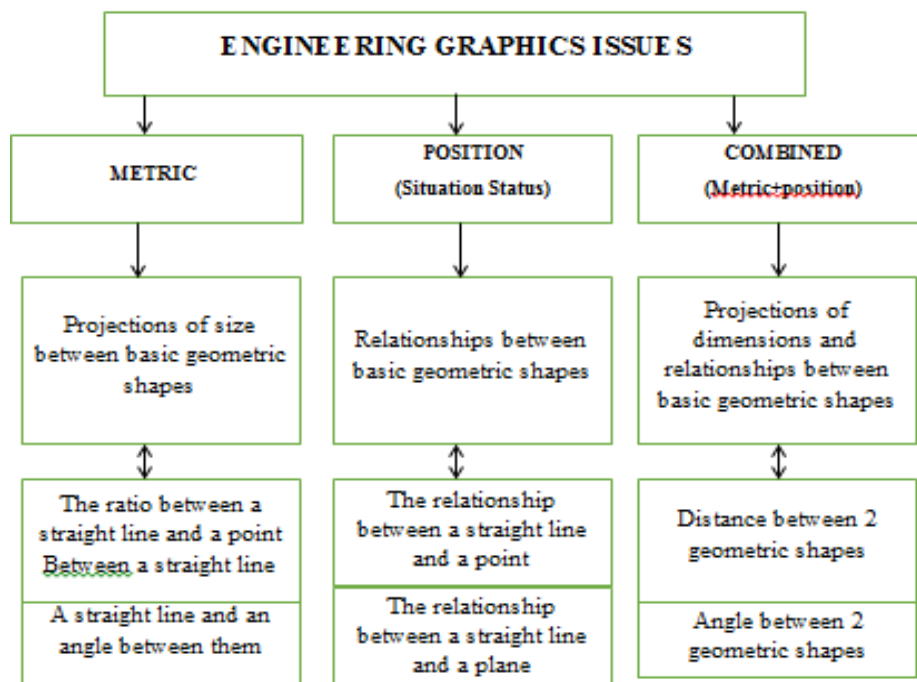 ENGINEERING GRAPHICS ISSUES
METRIC
POSITION
(Situation Status)
COMBINED
(Metric+position)
Projections of size
between basic geometric
shapes
Relationships between
basic geometric shapes
Projections of
dimensions and
relationships between
basic geometric shapes
The ratio between a
straight line and a point
Between a straight line
A straight line and an
angle between them
The relationship
between a straight line
and a point
The relationship
between a straight line
and a plane
Distance between 2
geometric shapes
Angle between 2
geometric shapes